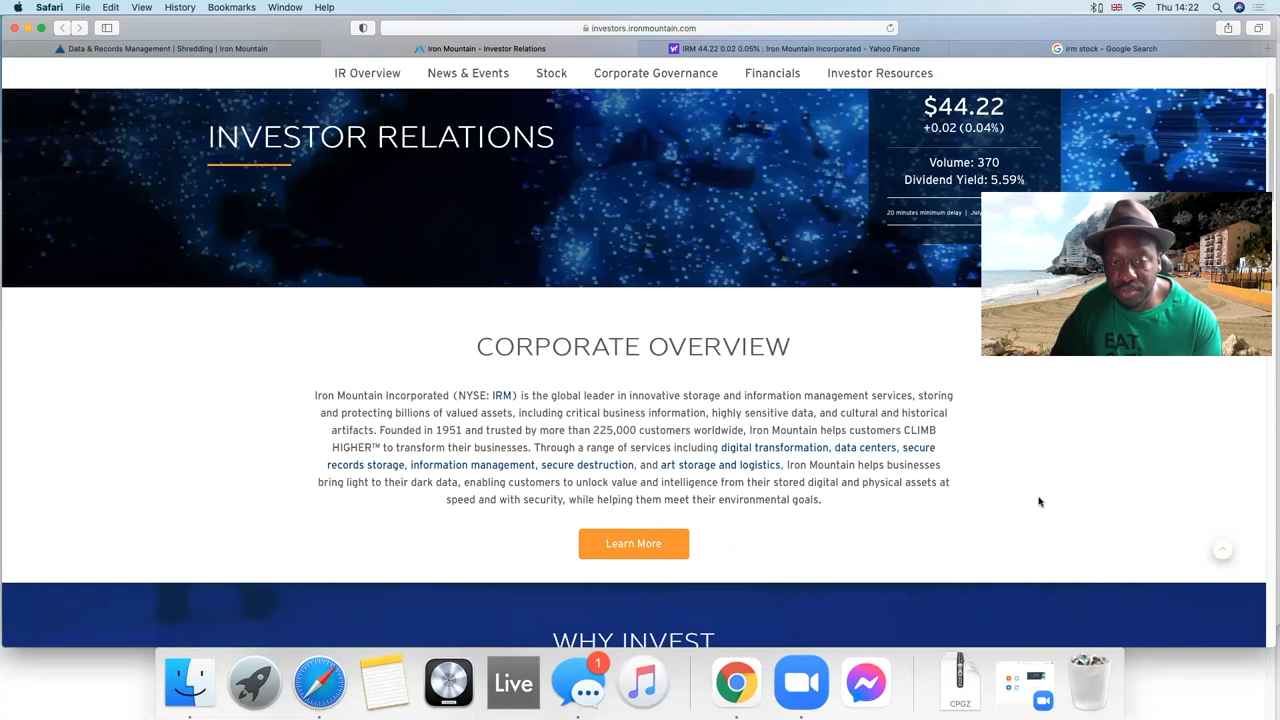 Safari File Edit View History Bookmarks Window Help Thu 14:22
investors.ironmountain.com
Data & Records Management | Shredding | Iron Mountain
Iron Mountain - Investor Relations
IRM 44.22 0.02 0.05% : Iron Mountain Incorporated - Yahoo Finance
irm stock - Google Search
IR Overview News & Events Stock Corporate Governance Financials Investor Resources
INVESTOR RELATIONS
$44.22
+0.02 (0.04%)
Volume: 370
Dividend Yield: 5.59%
20 minutes minimum delay | July
EAT,
CORPORATE OVERVIEW
Iron Mountain Incorporated (NYSE: IRM) is the global leader in innovative storage and information management services, storing
and protecting billions of valued assets, including critical business information, highly sensitive data, and cultural and historical
artifacts. Founded in 1951 and trusted by more than 225,000 customers worldwide, Iron Mountain helps customers CLIMB
HIGHER™ to transform their businesses. Through a range of services including digital transformation, data centers, secure
records storage, information management, secure destruction, and art storage and logistics, Iron Mountain helps businesses
bring light to their dark data, enabling customers to unlock value and intelligence from their stored digital and physical assets at
speed and with security, while helping them meet their environmental goals.
Learn More
WHY INVEST
Live
1
CPGZ